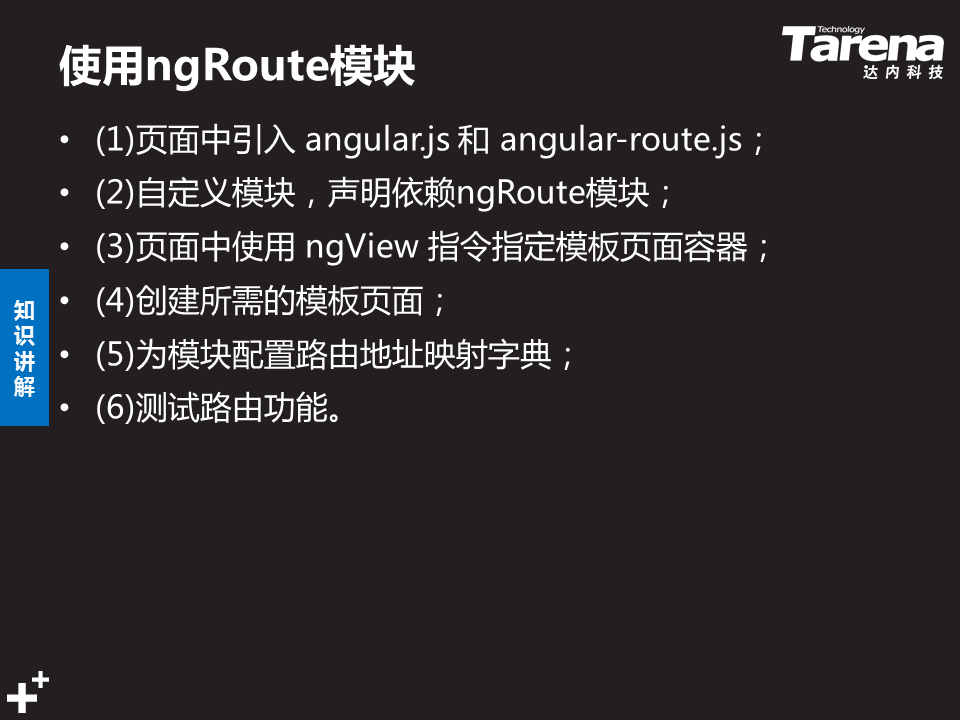 使用ngRoute模块
Technology
Tarena
达内科技
• (1)页面中引入 angular.js 和 angular-route.js；
• (2)自定义模块，声明依赖ngRoute模块；
• (3)页面中使用 ngView 指令指定模板页面容器；
• (4)创建所需的模板页面；
• (5)为模块配置路由地址映射字典；
• (6)测试路由功能。
知
识
讲
解